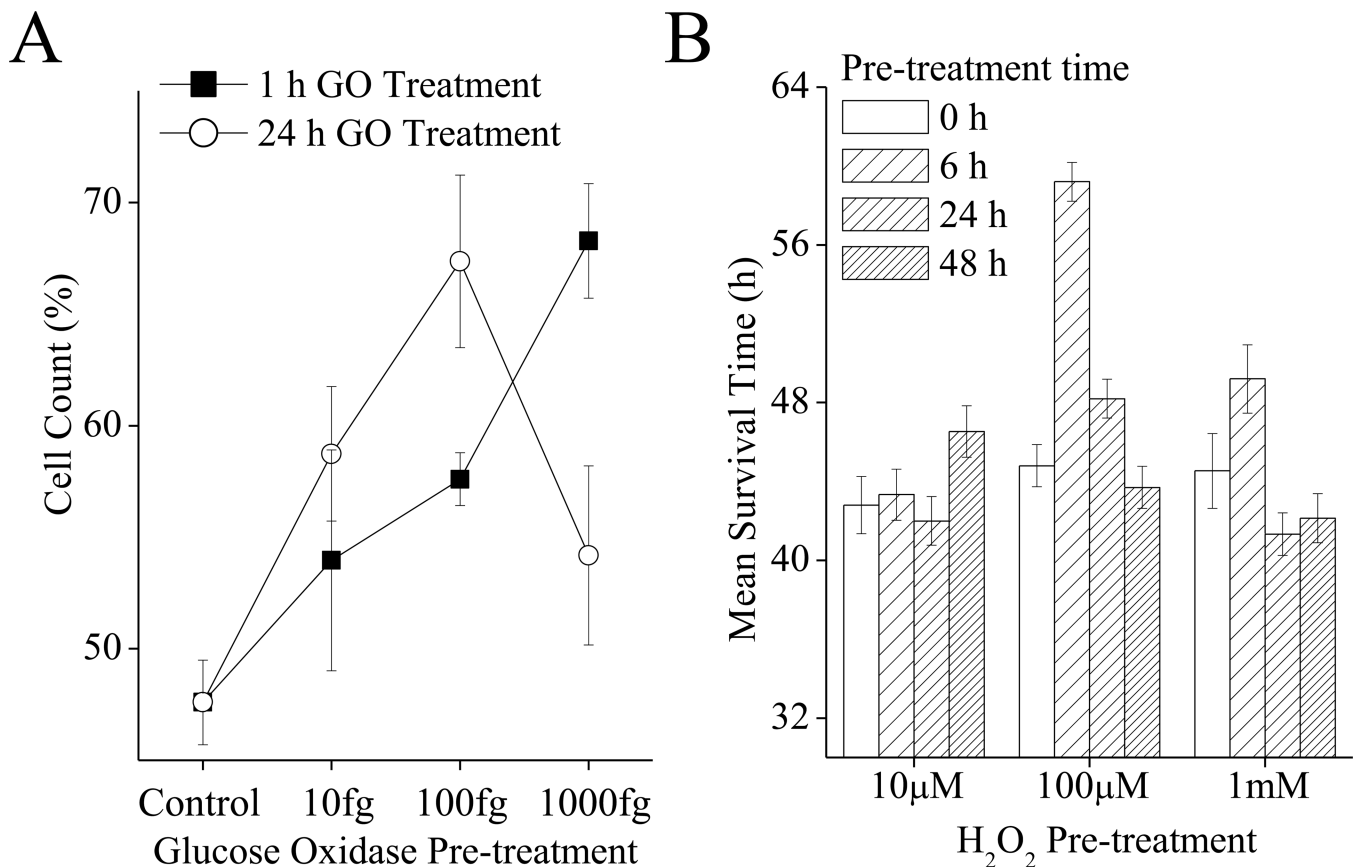 A
1 h GO Treatment
24 h GO Treatment
70
60
50
Cell Count (%)
Control 10fg 100fg 1000fg
Glucose Oxidase Pre-treatment
B
Pre-treatment time
0 h
6 h
24 h
48 h
64
56
48
40
32
Mean Survival Time (h)
10μM 100μM 1mM
H₂O₂ Pre-treatment